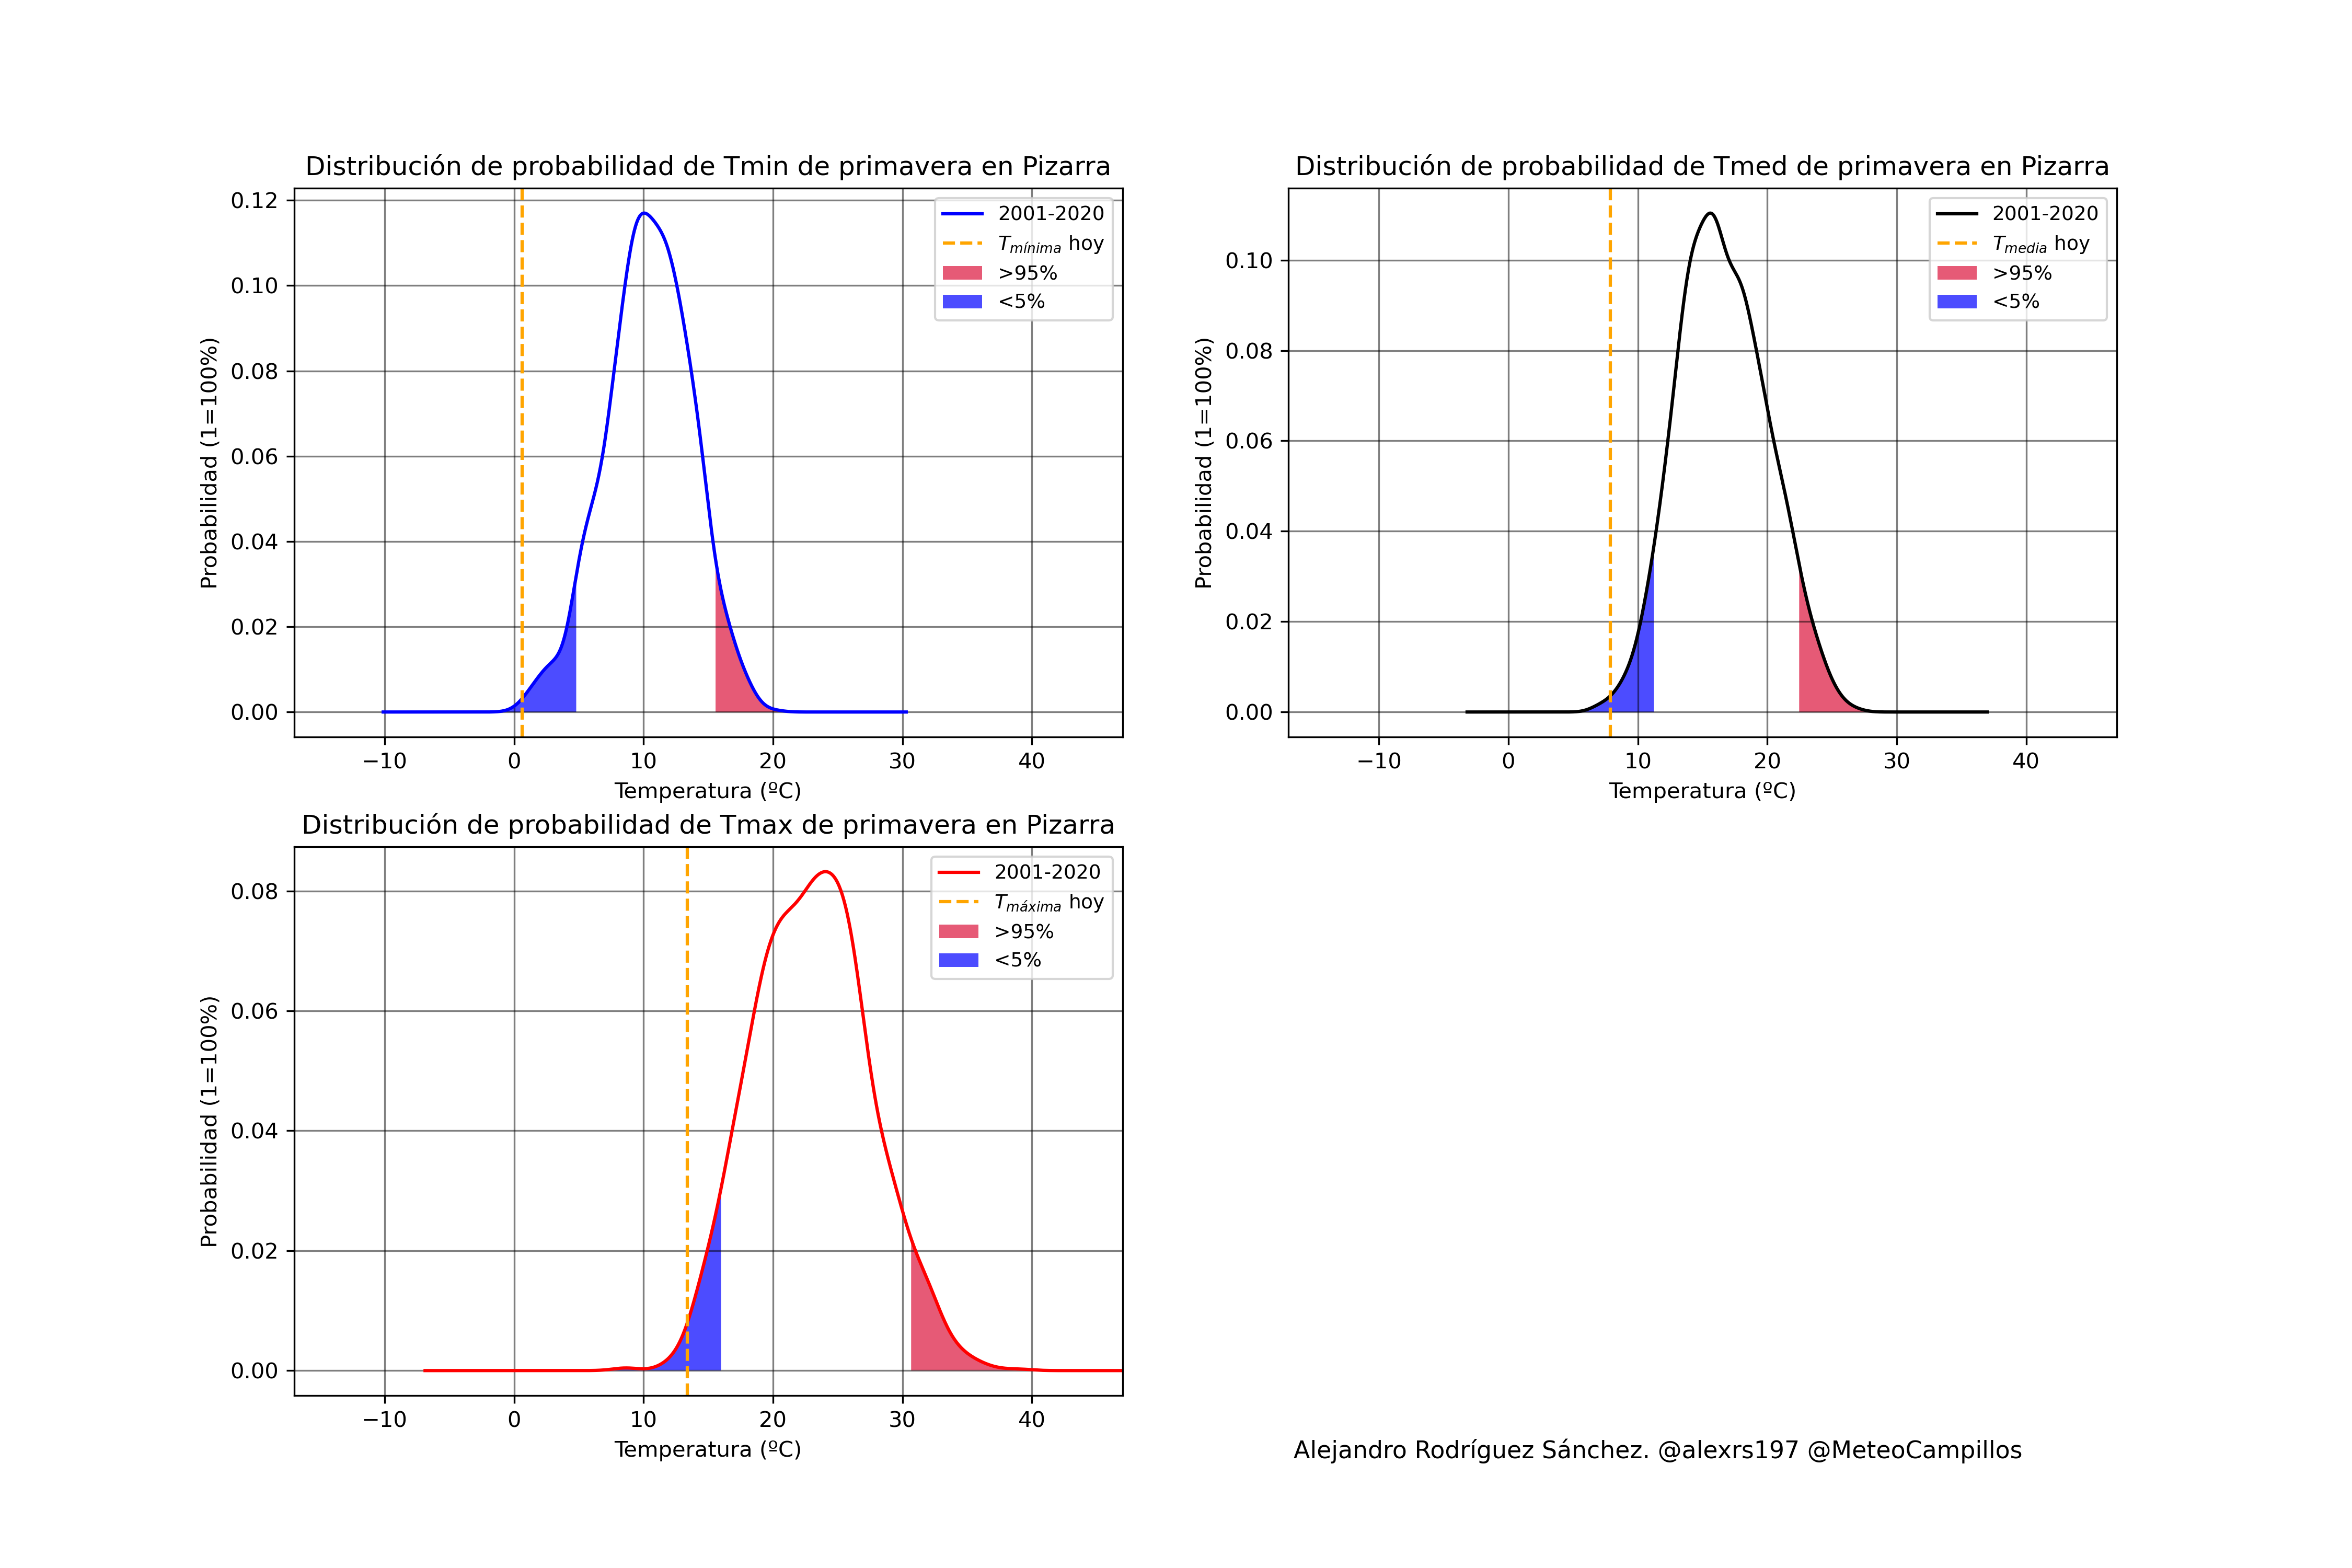 Distribución de probabilidad de Tmin de primavera en Pizarra
0.12
0.10
0.08
0.06
0.04
0.02
0.00
Probabilidad (1=100%)
2001-2020
Tmínima hoy
>95%
<5%
−10 0 10 20 30 40
Temperatura (ºC)
Distribución de probabilidad de Tmed de primavera en Pizarra
0.10
0.08
0.06
0.04
0.02
0.00
Probabilidad (1=100%)
2001-2020
Tmedia hoy
>95%
<5%
−10 0 10 20 30 40
Temperatura (ºC)
Distribución de probabilidad de Tmax de primavera en Pizarra
0.08
0.06
0.04
0.02
0.00
Probabilidad (1=100%)
2001-2020
Tmáxima hoy
>95%
<5%
−10 0 10 20 30 40
Temperatura (ºC)
Alejandro Rodríguez Sánchez. @alexrs197 @MeteoCampillos